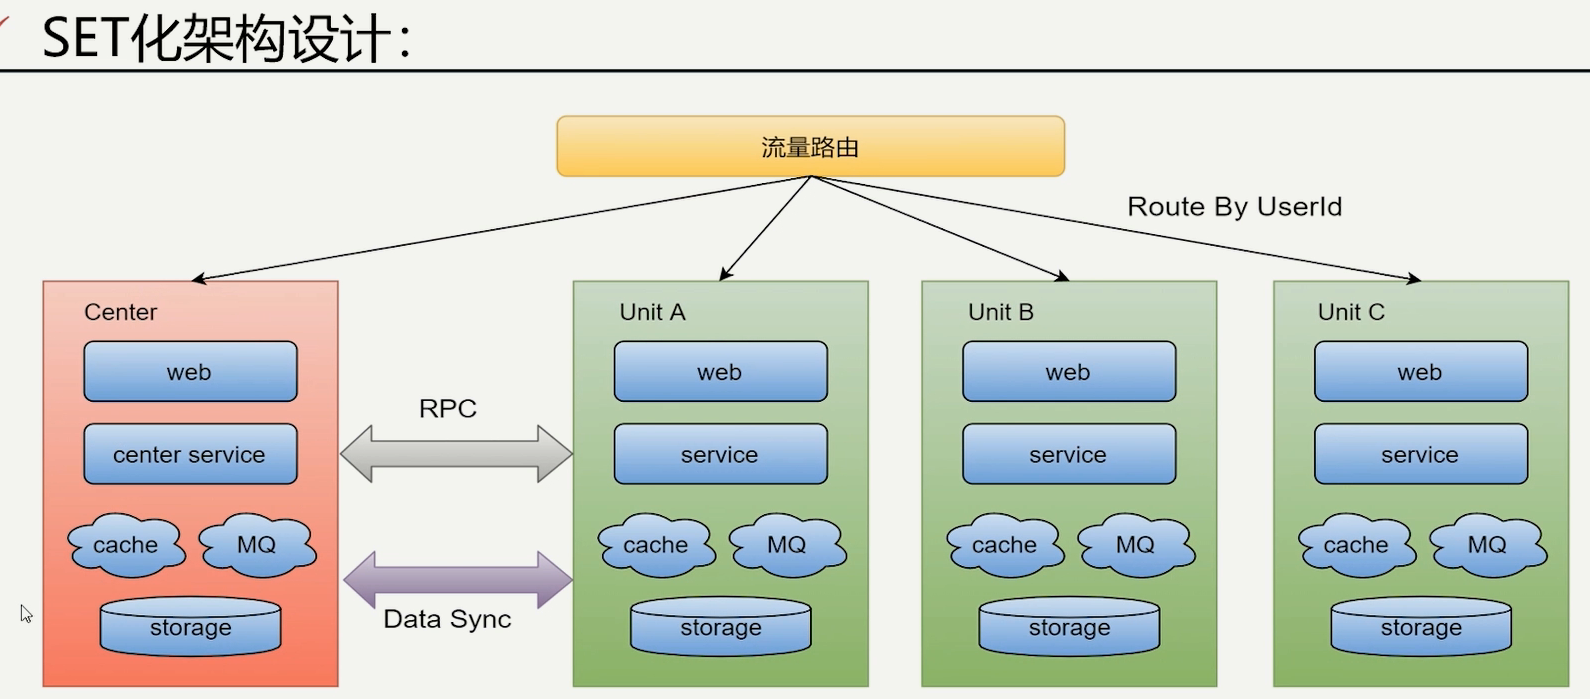 SET化架构设计：
流量路由
Route By UserId
Center
web
center service
cache
MQ
storage
RPC
Data Sync
Unit A
web
service
cache
MQ
storage
Unit B
web
service
cache
MQ
storage
Unit C
web
service
cache
MQ
storage